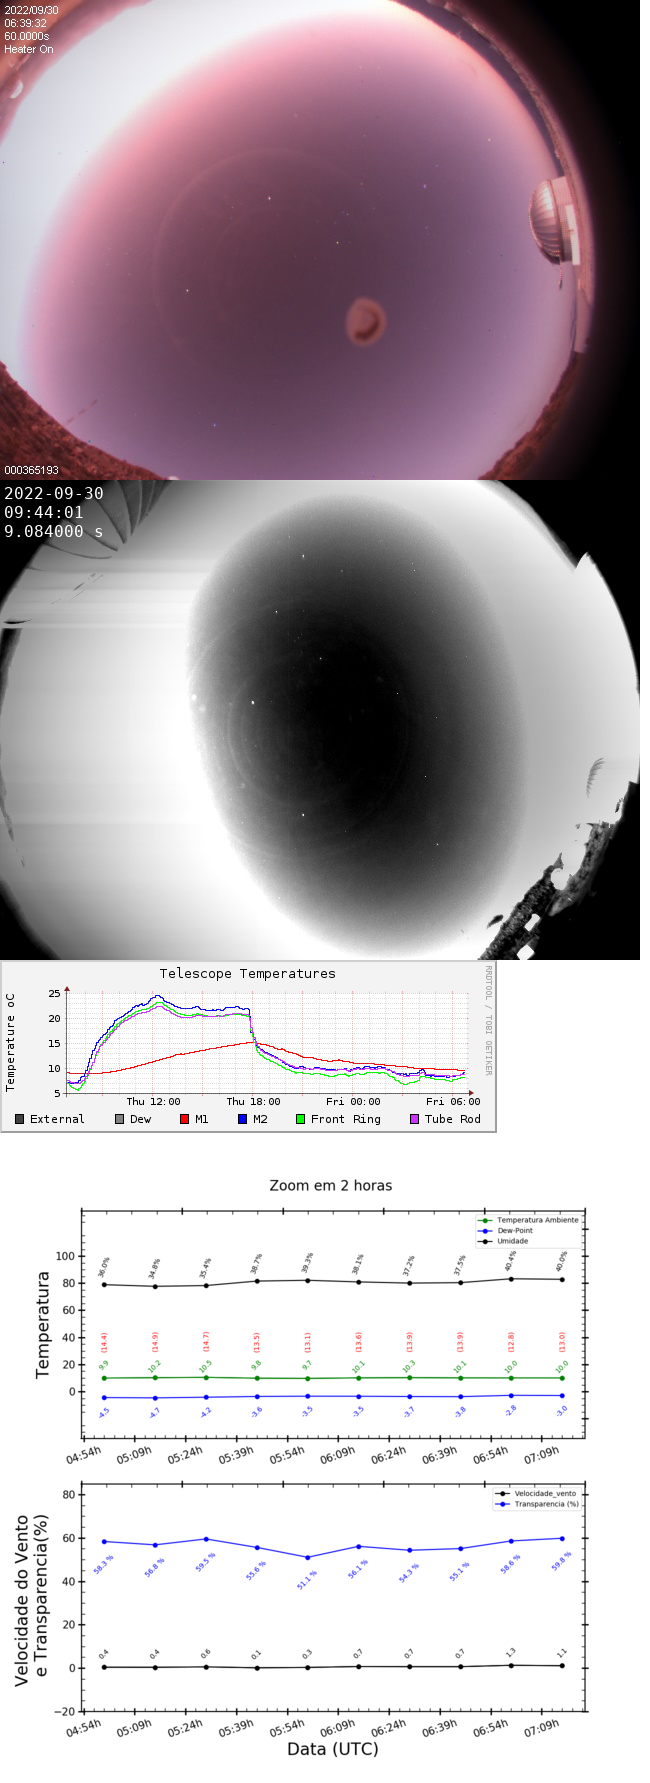 2022/09/30
06:39:32
60.0000s
Heater On
000365193
2022-09-30
09:44:01
9.084000 s
Telescope Temperatures
RRDTOOL / TOBI OETIKER
Temperature oC
25
20
15
10
5
Thu 12:00 Thu 18:00 Fri 00:00 Fri 06:00
External Dew M1 M2 Front Ring Tube Rod
Zoom em 2 horas
Temperatura Ambiente
Dew-Point
Umidade
Temperatura
100
80
60
40
20
0
36.0% 34.8% 35.4% 38.7% 39.3% 38.1% 37.2% 37.5% 40.4% 40.0%
(14.4) (14.9) (14.7) (13.5) (13.1) (13.6) (13.9) (13.9) (12.8) (13.0)
9.9 10.2 10.5 9.8 9.7 10.1 10.3 10.1 10.0 10.0
-4.5 -4.7 -4.2 -3.6 -3.5 -3.5 -3.7 -3.8 -2.8 -3.0
04:54h 05:09h 05:24h 05:39h 05:54h 06:09h 06:24h 06:39h 06:54h 07:09h
Velocidade_vento
Transparencia (%)
Velocidade do Vento
e Transparencia(%)
80
60
40
20
0
−20
58.3 % 56.8 % 59.5 % 55.6 % 51.1 % 56.1 % 54.3 % 55.1 % 58.6 % 59.8 %
0.4 0.4 0.6 0.1 0.3 0.7 0.7 0.7 1.3 1.1
04:54h 05:09h 05:24h 05:39h 05:54h 06:09h 06:24h 06:39h 06:54h 07:09h
Data (UTC)